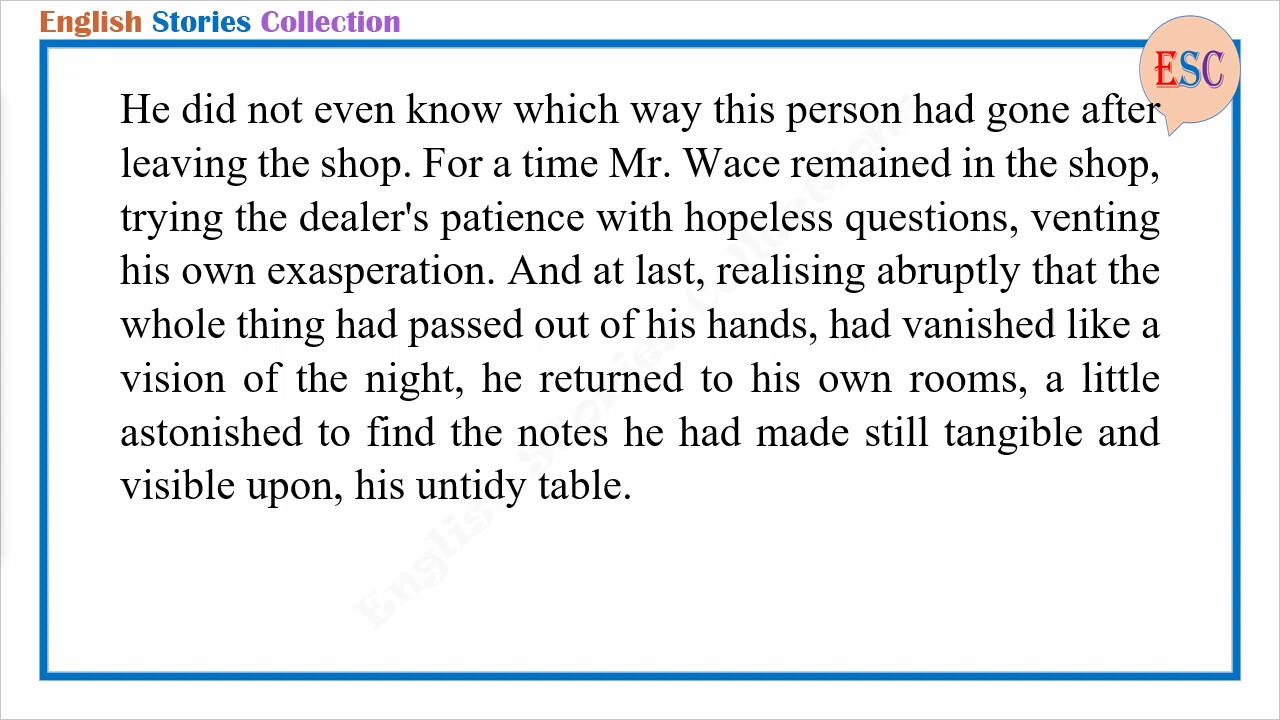 English Stories Collection
ESC
He did not even know which way this person had gone after
leaving the shop. For a time Mr. Wace remained in the shop,
trying the dealer's patience with hopeless questions, venting
his own exasperation. And at last, realising abruptly that the
whole thing had passed out of his hands, had vanished like a
vision of the night, he returned to his own rooms, a little
astonished to find the notes he had made still tangible and
visible upon, his untidy table.
English Stories Collection